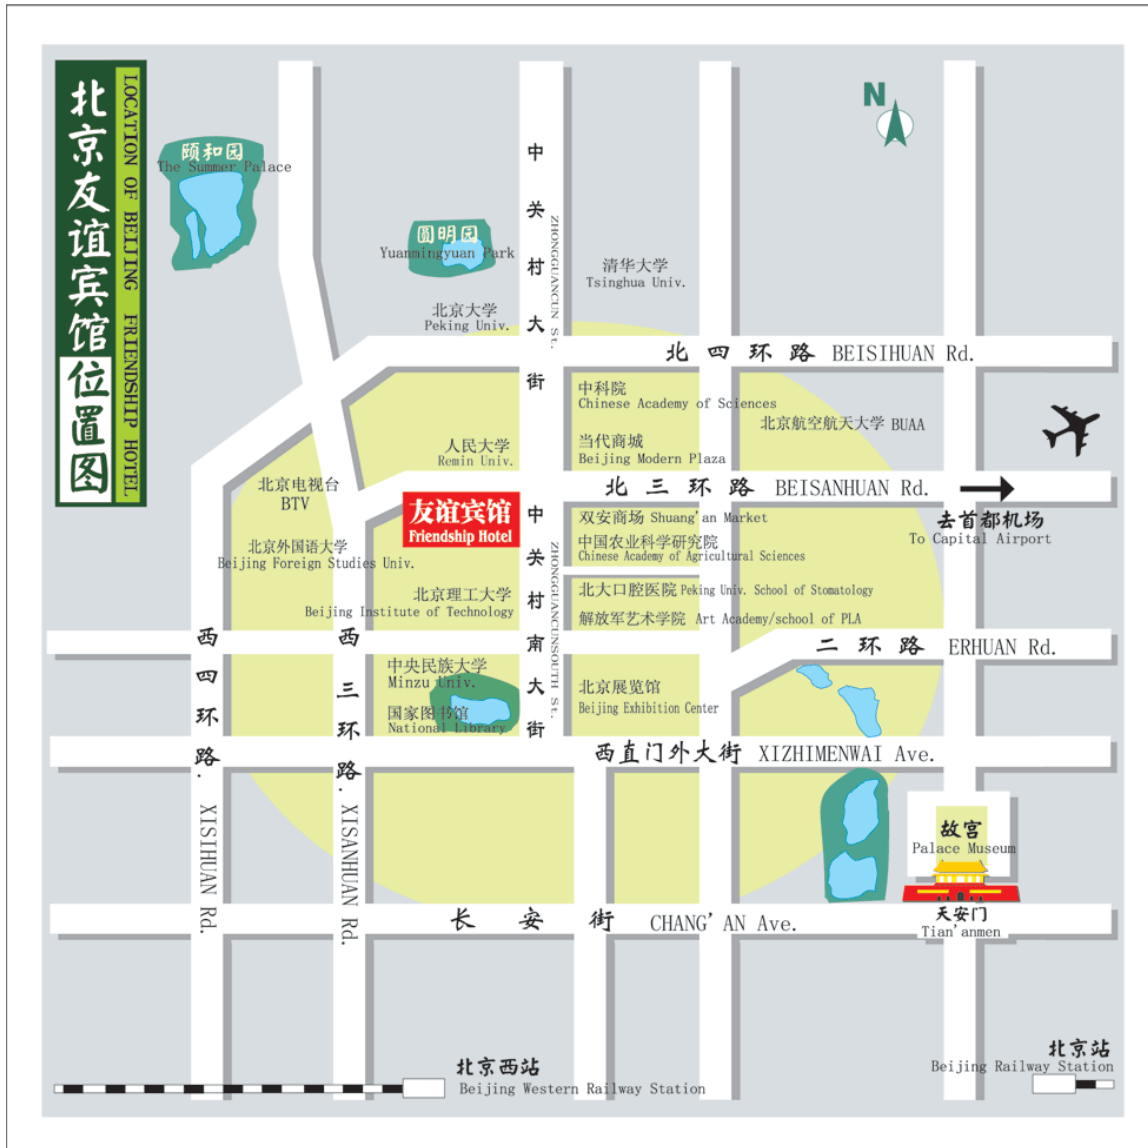 北京友谊宾馆位置图
LOCATION OF BEIJING FRIENDSHIP HOTEL
N
颐和园
The Summer Palace
圆明园
Yuanmingyuan Park
中关村大街
ZHONGGUANCUN St.
清华大学
Tsinghua Univ.
北京大学
Peking Univ.
北四环路 BEISIHUAN Rd.
中科院
Chinese Academy of Sciences
北京航空航天大学 BUAA
人民大学
Remin Univ.
当代商城
Beijing Modern Plaza
北京电视台
BTV
北三环路 BEISANHUAN Rd.
去首都机场
To Capital Airport
友谊宾馆
Friendship Hotel
中关村南大街
ZHONGGUANCUNSOUTH St.
双安商场 Shuang'an Market
中国农业科学研究院
Chinese Academy of Agricultural Sciences
北京外国语大学
Beijing Foreign Studies Univ.
北京理工大学
Beijing Institute of Technology
北大口腔医院 Peking Univ. School of Stomatology
解放军艺术学院 Art Academy/school of PLA
二环路 ERHUAN Rd.
西四环路. XISIHUAN Rd.
西三环路. XISANHUAN Rd.
中央民族大学
Minzu Univ.
国家图书馆
National Library
北京展览馆
Beijing Exhibition Center
西直门外大街 XIZHIMENWAI Ave.
故宫
Palace Museum
天安门
Tian'anmen
长安街 CHANG'AN Ave.
北京西站
Beijing Western Railway Station
北京站
Beijing Railway Station